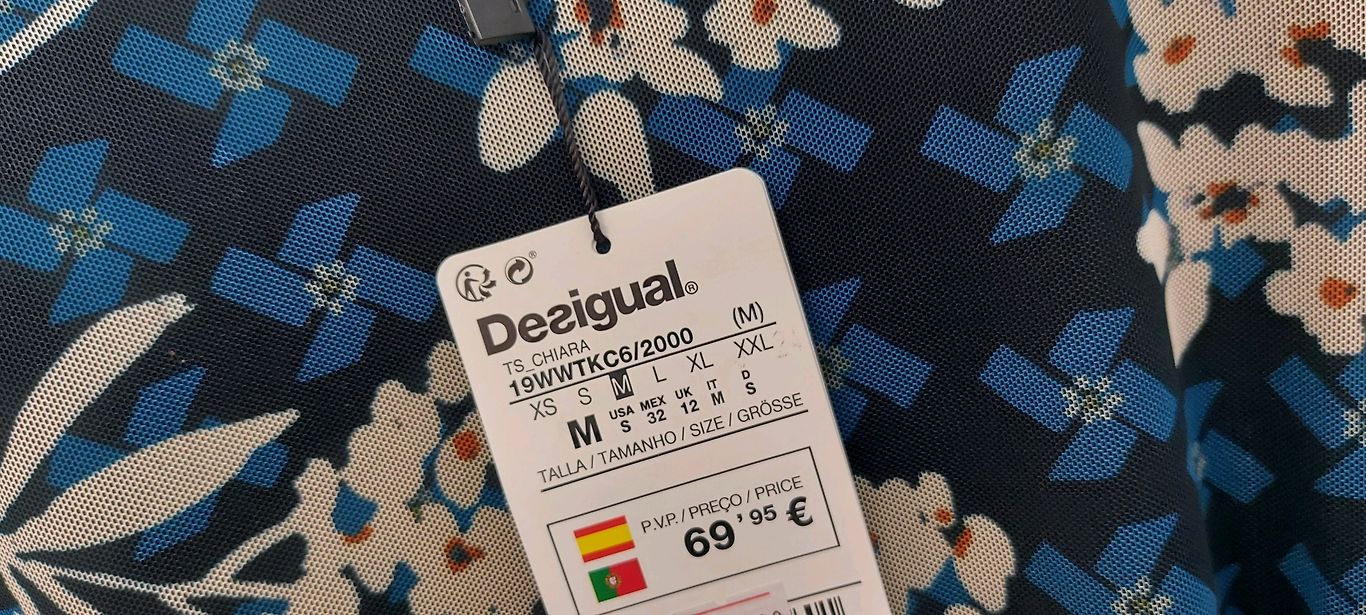 Desigual®
TS_CHIARA
19WWTKC6/2000 (M)
XS S M L XL XXL
M USA MEX UK IT D
S 32 12 M S
TALLA / TAMANHO / SIZE / GRÖSSE
P.V.P. / PREÇO / PRICE
69'95 €